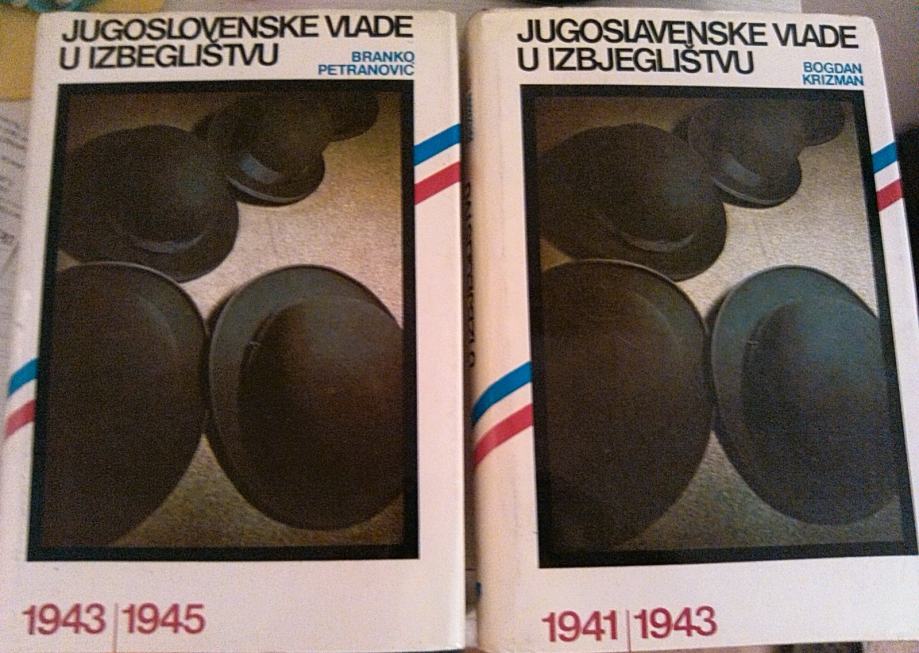 JUGOSLOVENSKE VLADE
U IZBEGLIŠTVU
BRANKO
PETRANOVIĆ
1943 | 1945
JUGOSLAVENSKE VLADE
U IZBJEGLIŠTVU
BOGDAN
KRIZMAN
1941 | 1943